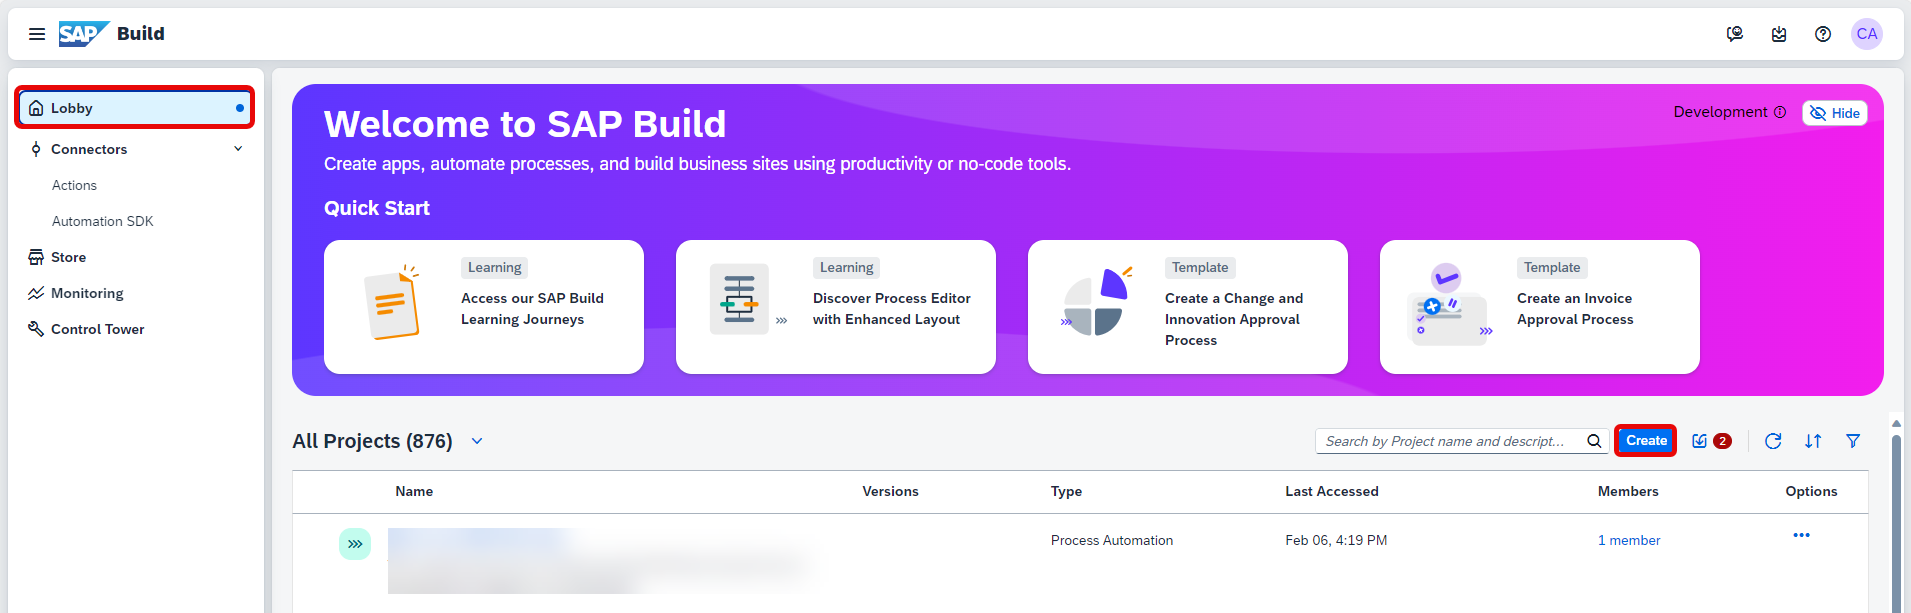 SAP Build
CA
Lobby
Connectors
Actions
Automation SDK
Store
Monitoring
Control Tower
Welcome to SAP Build
Development
Hide
Create apps, automate processes, and build business sites using productivity or no-code tools.
Quick Start
Learning
Access our SAP Build
Learning Journeys
Learning
Discover Process Editor
with Enhanced Layout
Template
Create a Change and
Innovation Approval
Process
Template
Create an Invoice
Approval Process
All Projects (876)
Search by Project name and descript...
Create
2
Name Versions Type Last Accessed Members Options
Process Automation Feb 06, 4:19 PM 1 member